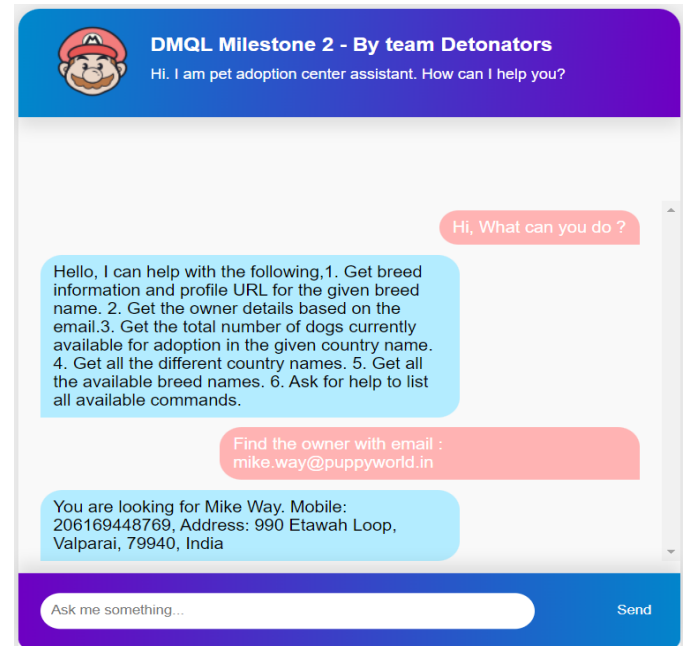 DMQL Milestone 2 - By team Detonators
Hi. I am pet adoption center assistant. How can I help you?
Hi, What can you do ?
Hello, I can help with the following,1. Get breed
information and profile URL for the given breed
name. 2. Get the owner details based on the
email.3. Get the total number of dogs currently
available for adoption in the given country name.
4. Get all the different country names. 5. Get all
the available breed names. 6. Ask for help to list
all available commands.
Find the owner with email :
mike.way@puppyworld.in
You are looking for Mike Way. Mobile:
206169448769, Address: 990 Etawah Loop,
Valparai, 79940, India
Ask me something...
Send